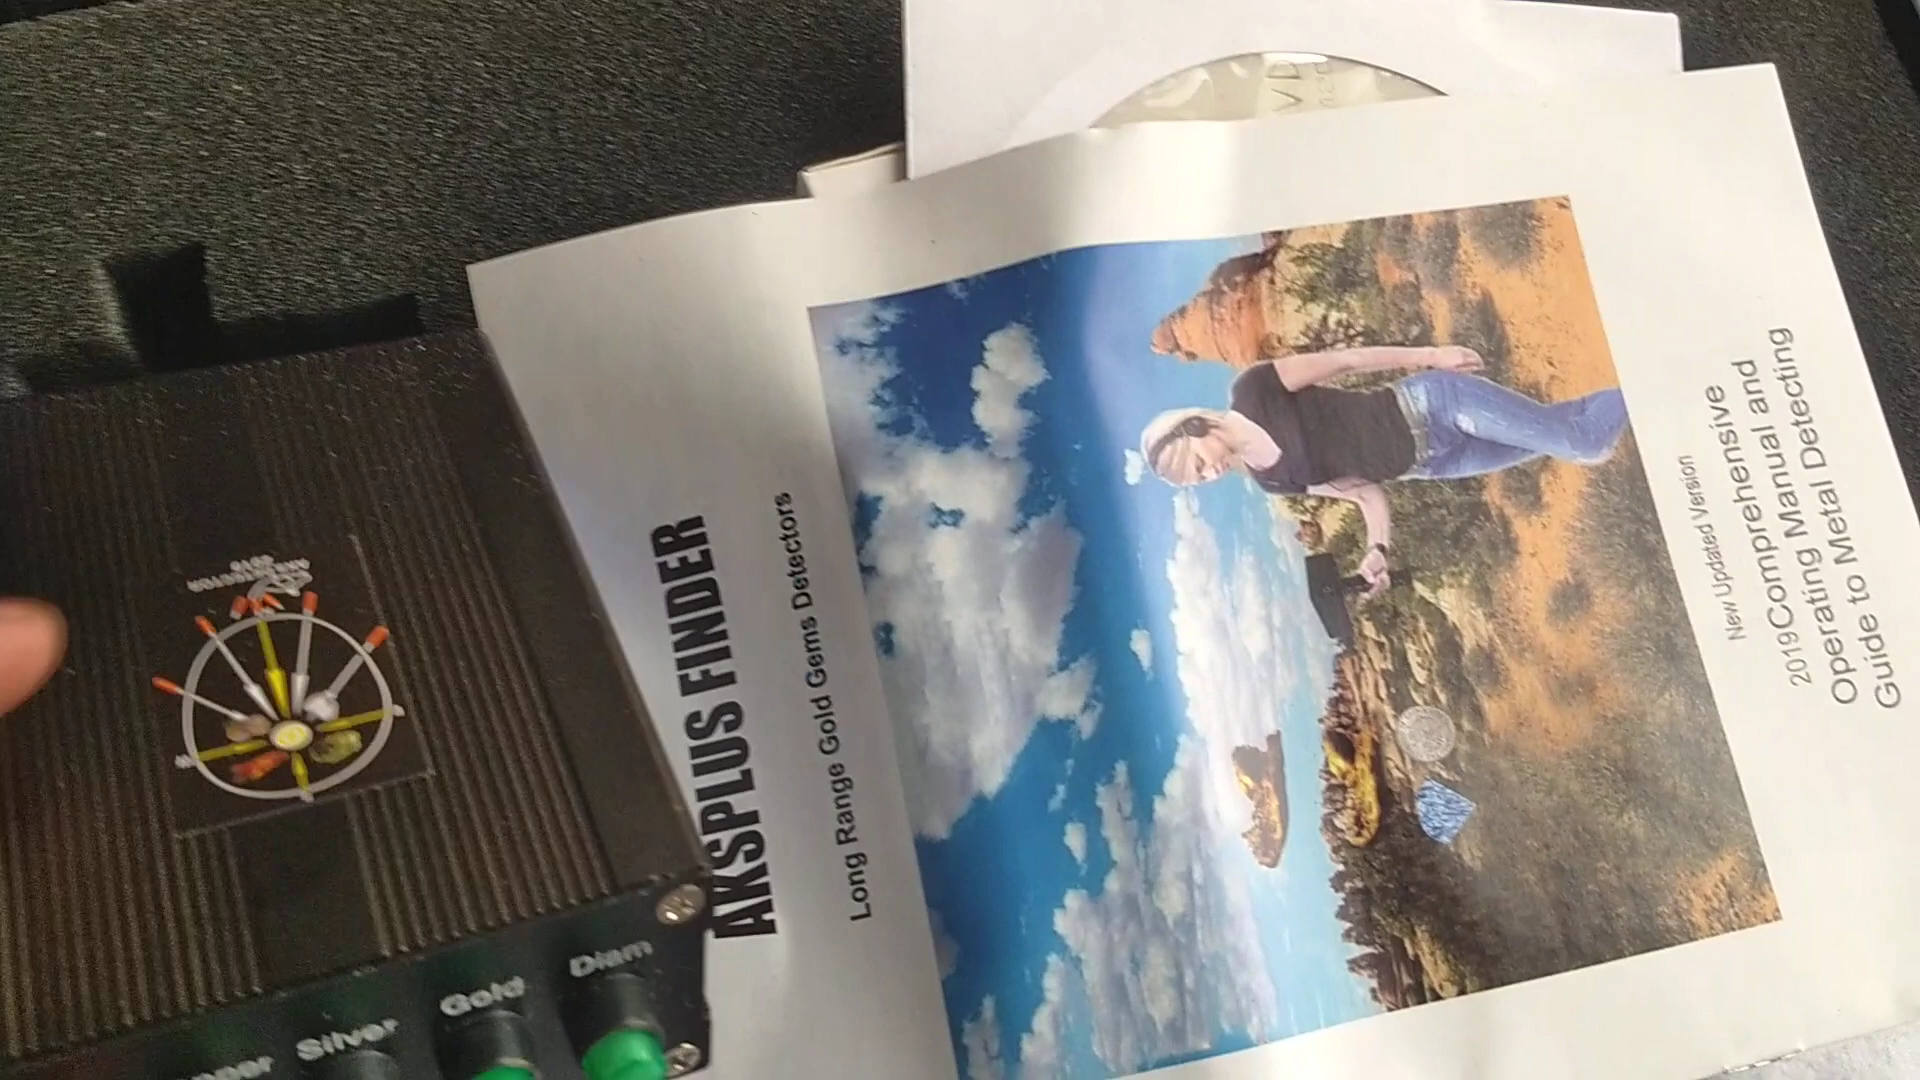 AKSPLUS FINDER
Long Range Gold Gems Detectors
New Updated Version
2019Comprehensive
Operating Manual and
Guide to Metal Detecting
Silver
Gold
Diam